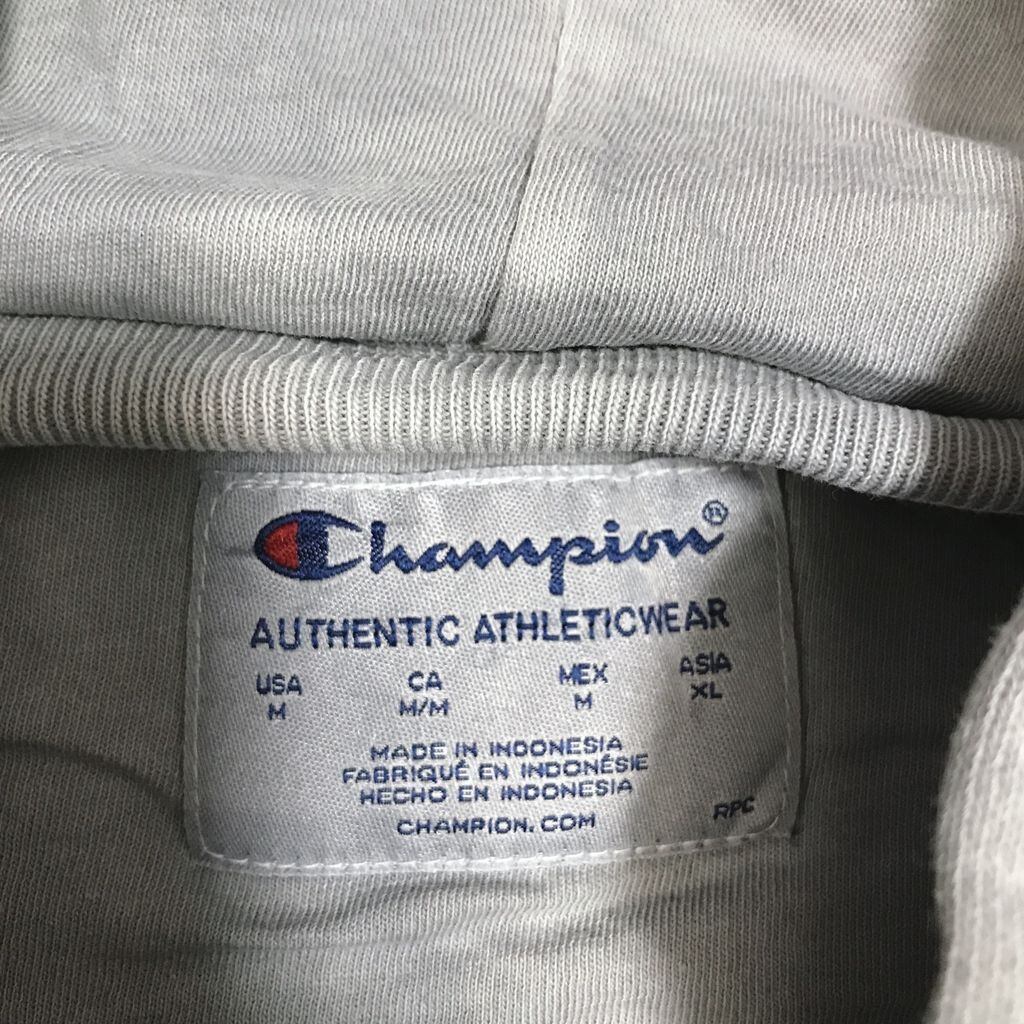 Champion®
AUTHENTIC ATHLETICWEAR
USA CA MEX ASIA
M M/M M XL
MADE IN INDONESIA
FABRIQUÉ EN INDONÉSIE
HECHO EN INDONESIA
CHAMPION.COM
RPC